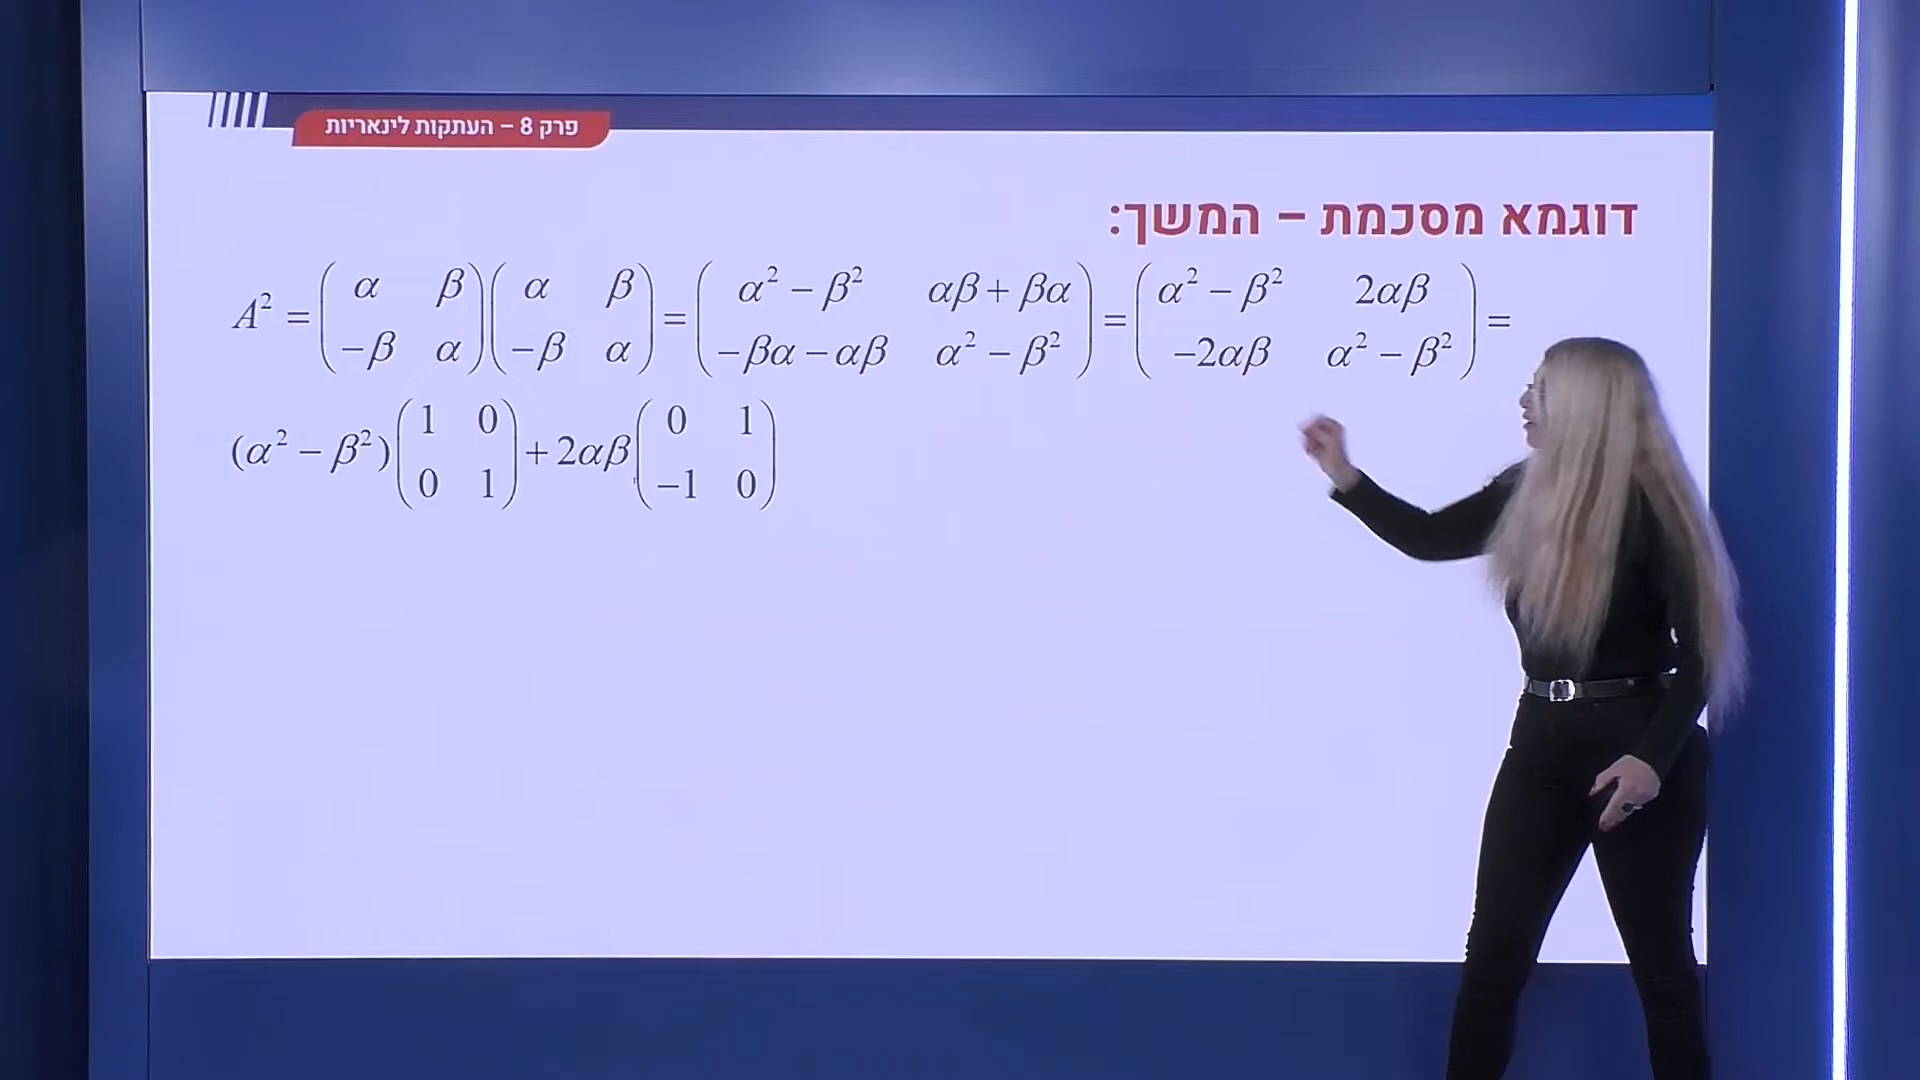 פרק 8 – העתקות לינאריות
דוגמא מסכמת – המשך:
A² = (α β; −β α)(α β; −β α) = (α² − β² αβ + βα; −βα − αβ α² − β²) = (α² − β² 2αβ; −2αβ α² − β²) =
(α² − β²)(1 0; 0 1) + 2αβ(0 1; −1 0)